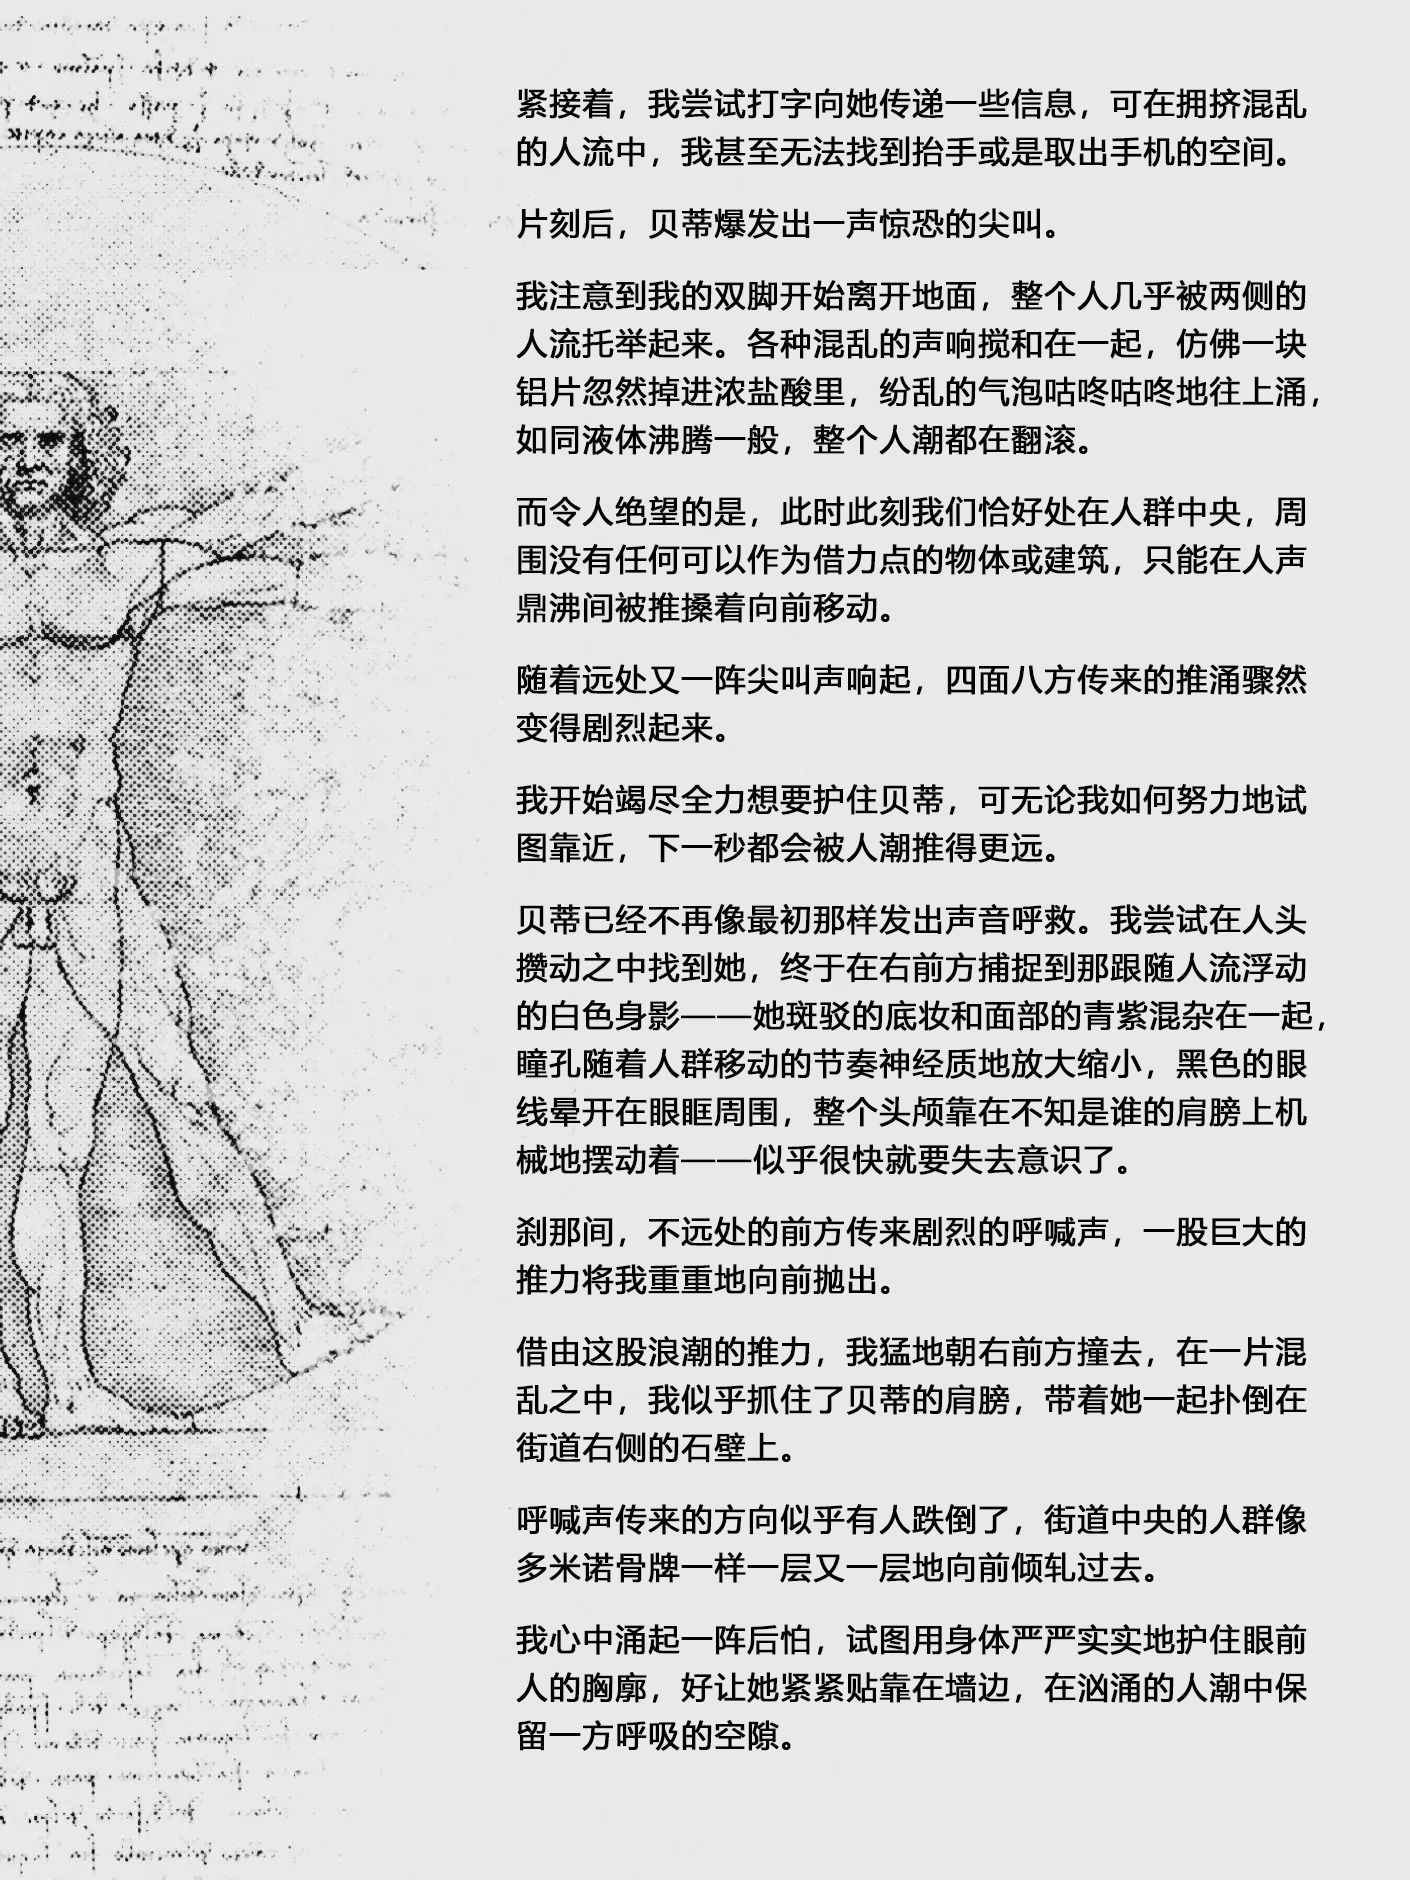 紧接着，我尝试打字向她传递一些信息，可在拥挤混乱
的人流中，我甚至无法找到抬手或是取出手机的空间。
片刻后，贝蒂爆发出一声惊恐的尖叫。
我注意到我的双脚开始离开地面，整个人几乎被两侧的
人流托举起来。各种混乱的声响搅和在一起，仿佛一块
铝片忽然掉进浓盐酸里，纷乱的气泡咕咚咕咚地往上涌，
如同液体沸腾一般，整个人潮都在翻滚。
而令人绝望的是，此时此刻我们恰好处在人群中央，周
围没有任何可以作为借力点的物体或建筑，只能在人声
鼎沸间被推搡着向前移动。
随着远处又一阵尖叫声响起，四面八方传来的推涌骤然
变得剧烈起来。
我开始竭尽全力想要护住贝蒂，可无论我如何努力地试
图靠近，下一秒都会被人潮推得更远。
贝蒂已经不再像最初那样发出声音呼救。我尝试在人头
攒动之中找到她，终于在右前方捕捉到那跟随人流浮动
的白色身影——她斑驳的底妆和面部的青紫混杂在一起，
瞳孔随着人群移动的节奏神经质地放大缩小，黑色的眼
线晕开在眼眶周围，整个头颅靠在不知是谁的肩膀上机
械地摆动着——似乎很快就要失去意识了。
刹那间，不远处的前方传来剧烈的呼喊声，一股巨大的
推力将我重重地向前抛出。
借由这股浪潮的推力，我猛地朝右前方撞去，在一片混
乱之中，我似乎抓住了贝蒂的肩膀，带着她一起扑倒在
街道右侧的石壁上。
呼喊声传来的方向似乎有人跌倒了，街道中央的人群像
多米诺骨牌一样一层又一层地向前倾轧过去。
我心中涌起一阵后怕，试图用身体严严实实地护住眼前
人的胸廓，好让她紧紧贴靠在墙边，在汹涌的人潮中保
留一方呼吸的空隙。